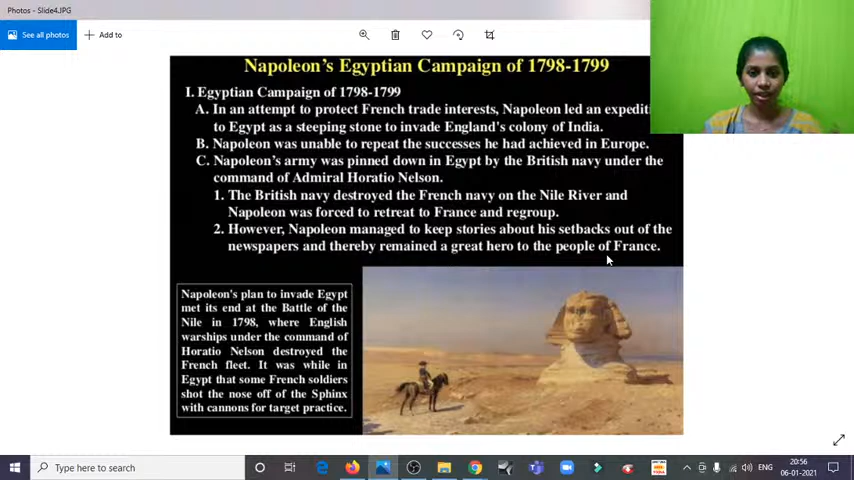 Photos - Slide4.JPG
See all photos
Add to
Napoleon's Egyptian Campaign of 1798-1799
I. Egyptian Campaign of 1798-1799
A. In an attempt to protect French trade interests, Napoleon led an
to Egypt as a steeping stone to invade England's colony of India.
B. Napoleon was unable to repeat the successes he had achieved in Europe.
C. Napoleon's army was pinned down in Egypt by the British navy under the
command of Admiral Horatio Nelson.
1. The British navy destroyed the French navy on the Nile River and
Napoleon was forced to retreat to France and regroup.
2. However, Napoleon managed to keep stories about his setbacks out of the
newspapers and thereby remained a great hero to the people of France.
Napoleon's plan to invade Egypt
met its end at the Battle of the
Nile in 1798, where English
warships under the command of
Horatio Nelson destroyed the
French fleet. It was while in
Egypt that some French soldiers
shot the nose off of the Sphinx
with cannons for target practice.
Type here to search
ENG
20:56
06-01-2021